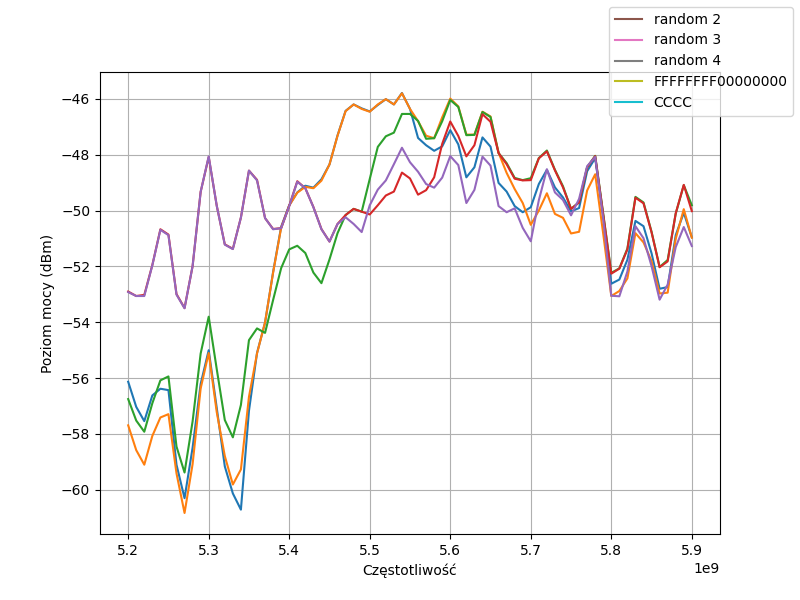 random 2
random 3
random 4
FFFFFFFF00000000
CCCC
−46
−48
−50
−52
−54
−56
−58
−60
Poziom mocy (dBm)
5.2 5.3 5.4 5.5 5.6 5.7 5.8 5.9
1e9
Częstotliwość